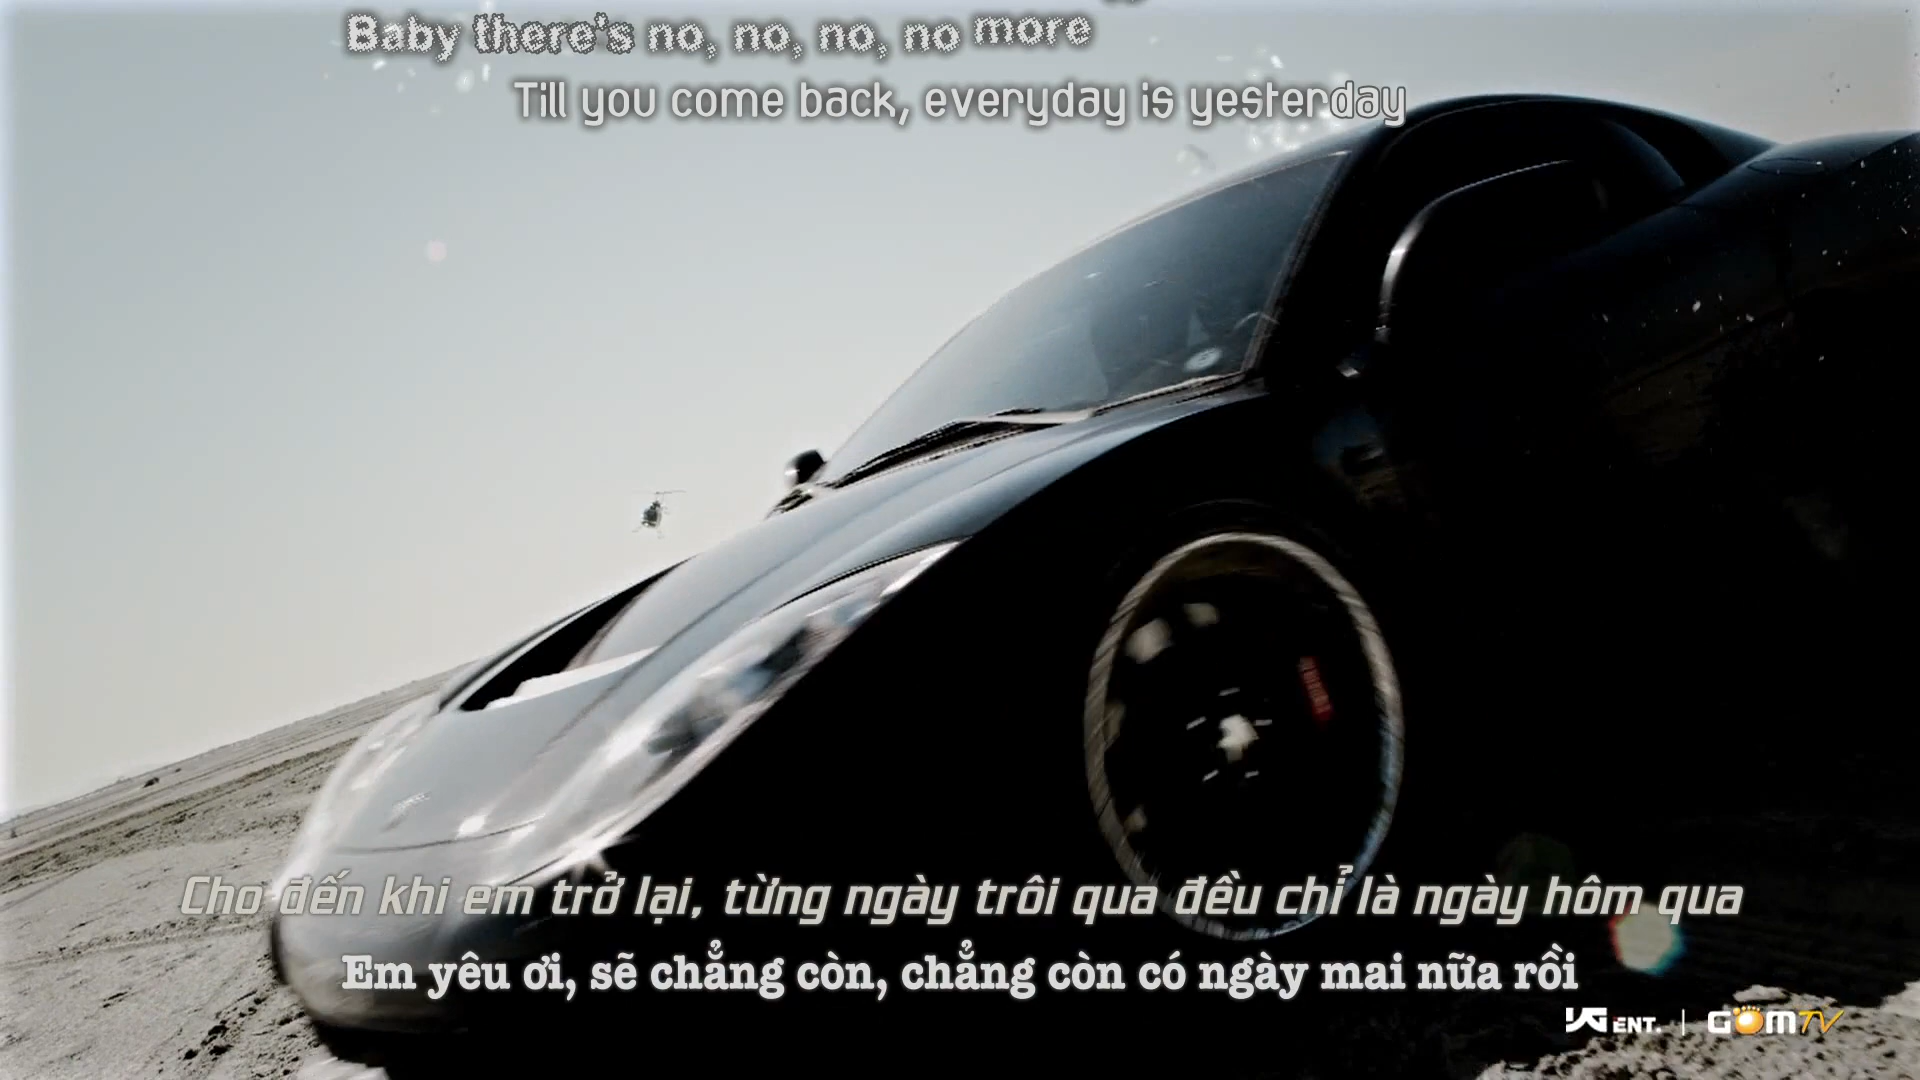 Baby there's no, no, no, no more
Till you come back, everyday is yesterday
Cho đến khi em trở lại, từng ngày trôi qua đều chỉ là ngày hôm qua
Em yêu ơi, sẽ chẳng còn, chẳng còn có ngày mai nữa rồi
YG ENT. | GOMTV